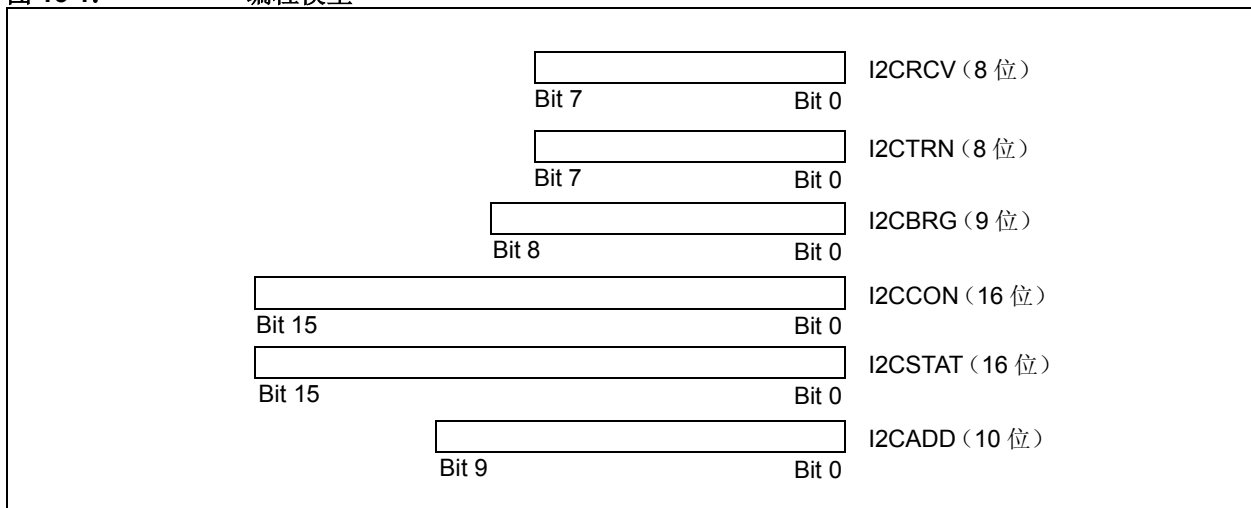 I2CRCV（8 位）
Bit 7 Bit 0
I2CTRN（8 位）
Bit 7 Bit 0
I2CBRG（9 位）
Bit 8 Bit 0
I2CCON（16 位）
Bit 15 Bit 0
I2CSTAT（16 位）
Bit 15 Bit 0
I2CADD（10 位）
Bit 9 Bit 0